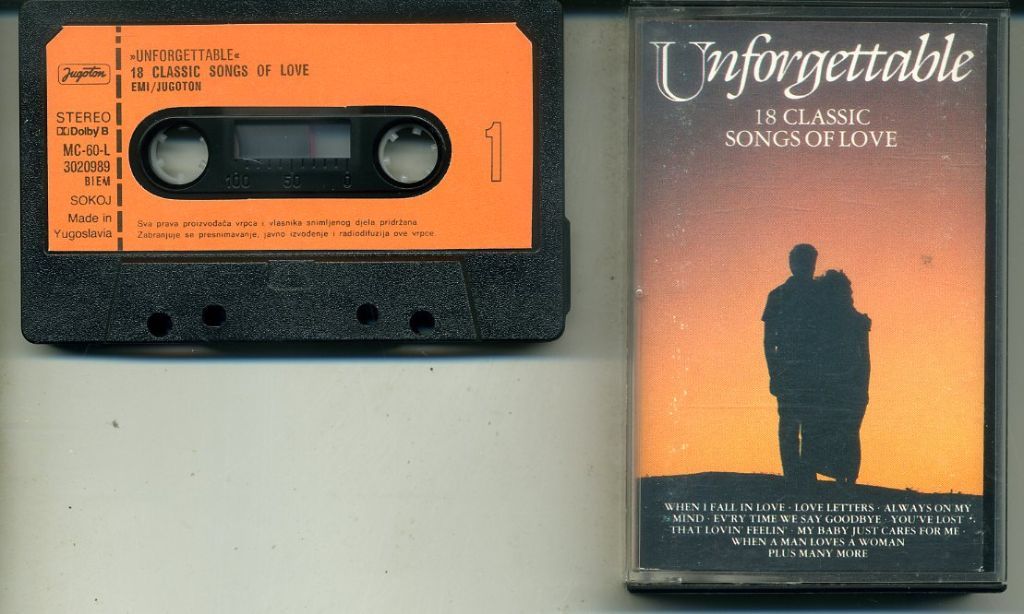 »UNFORGETTABLE«
18 CLASSIC SONGS OF LOVE
EMI/JUGOTON
Jugoton
STEREO
Dolby B
MC-60-L
3020989
BIEM
SOKOJ
Made in
Yugoslavia
1
100 50 0
Sva prava proizvođača vrpca i vlasnika snimljenog djela pridržana
Zabranjuje se presnimavanje, javno izvođenje i radiodifuzija ove vrpce.
Unforgettable
18 CLASSIC
SONGS OF LOVE
WHEN I FALL IN LOVE · LOVE LETTERS · ALWAYS ON MY
MIND · EV'RY TIME WE SAY GOODBYE · YOU'VE LOST
THAT LOVIN' FEELIN' · MY BABY JUST CARES FOR ME ·
WHEN A MAN LOVES A WOMAN
PLUS MANY MORE